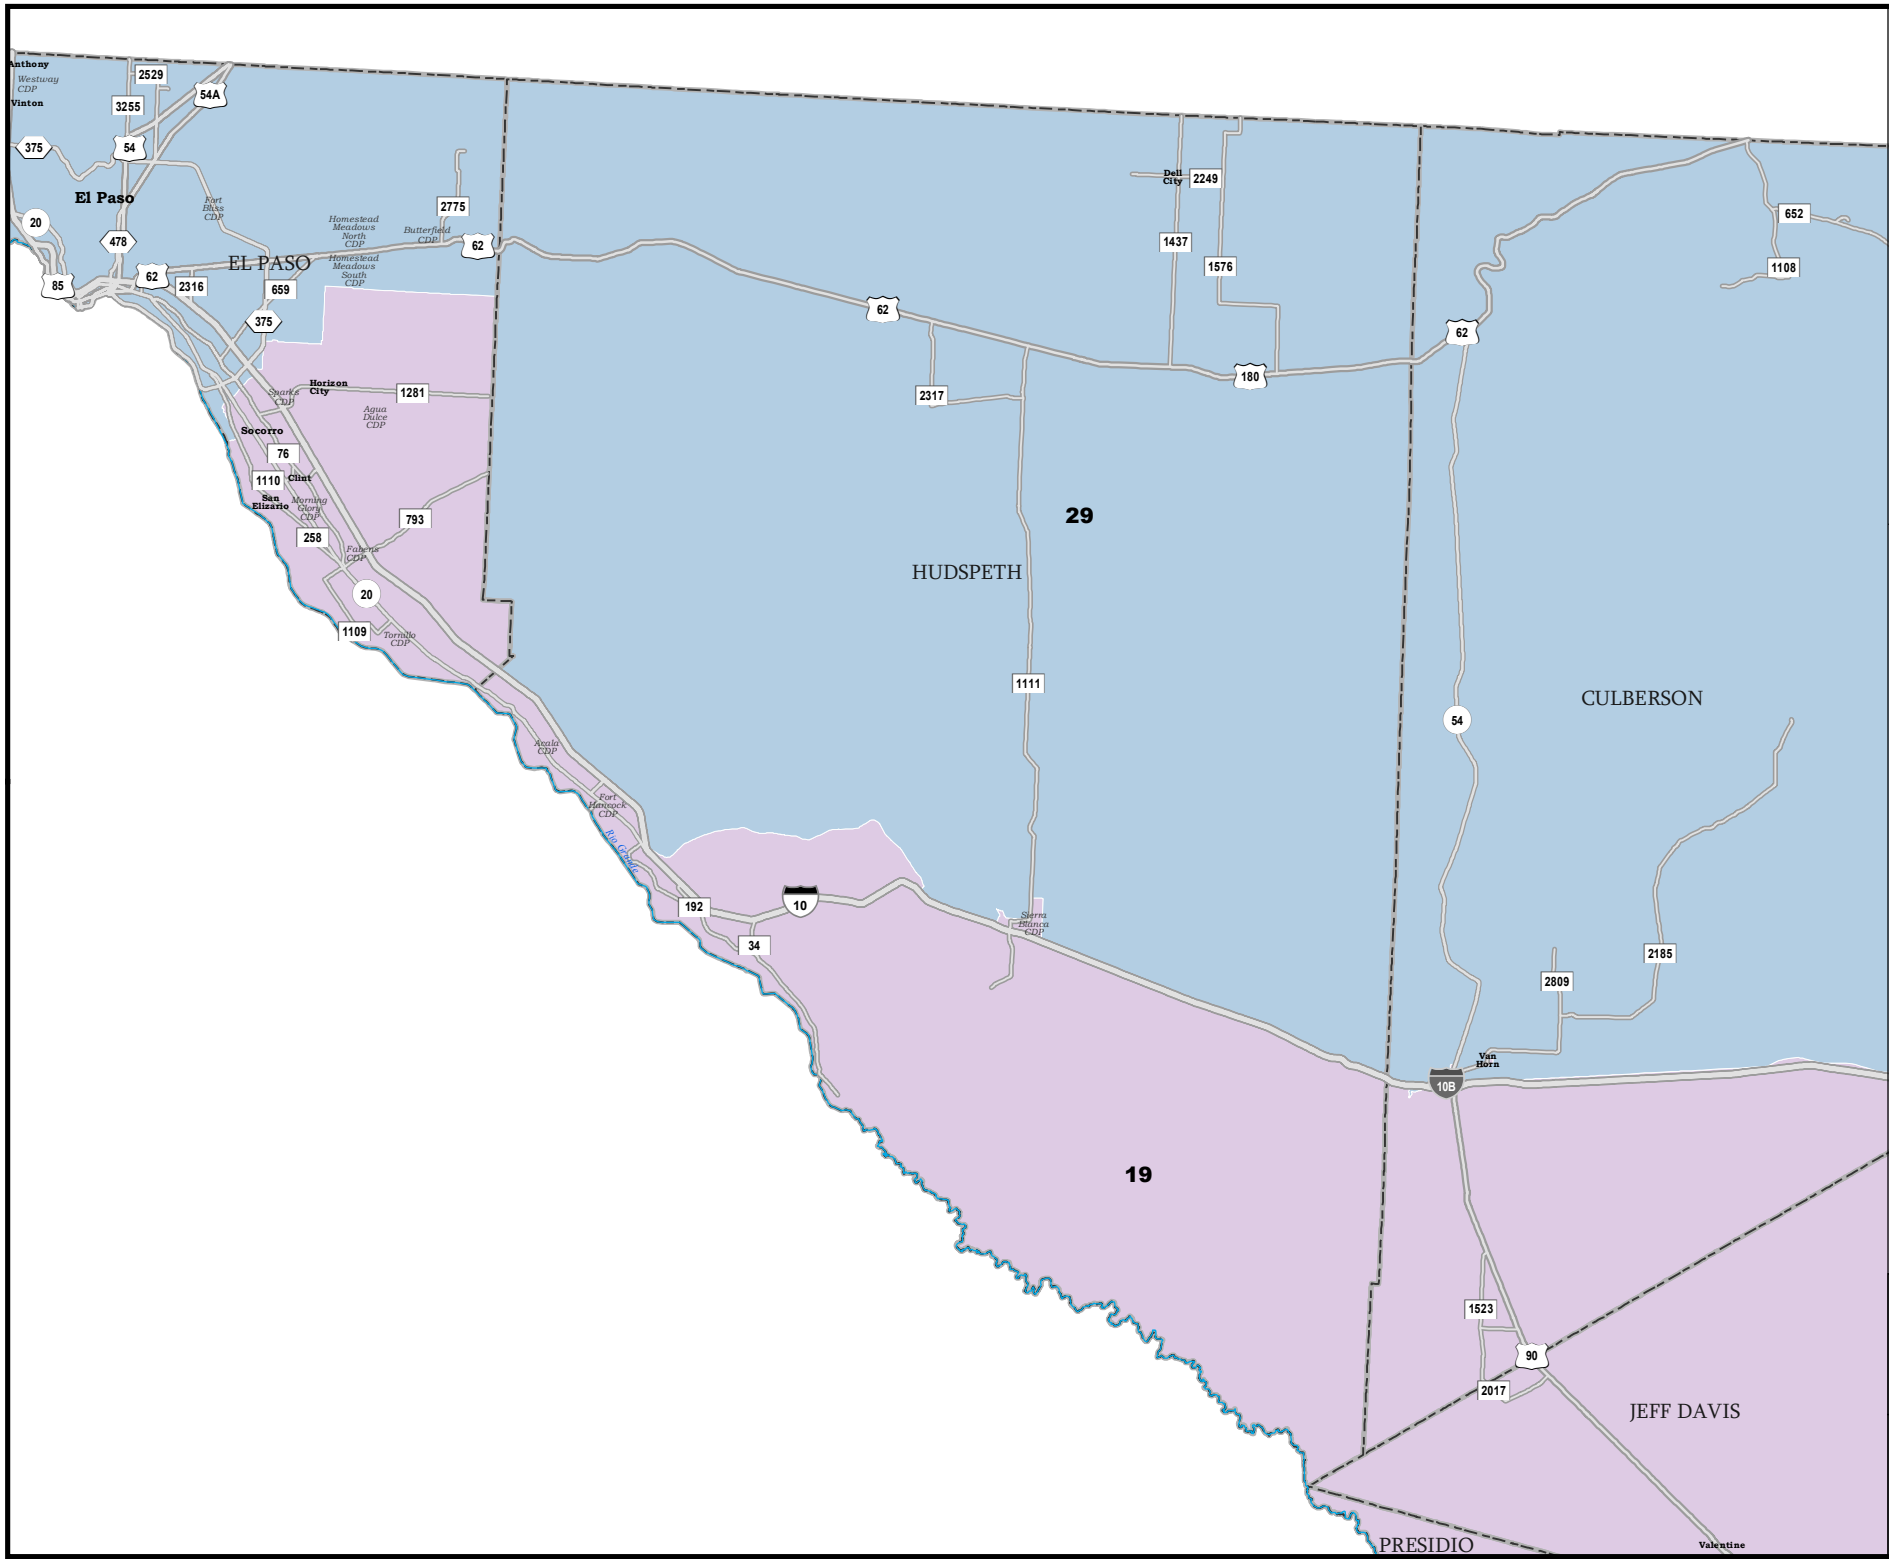 Anthony
Westway
CDP
Vinton
2529
3255
54A
375
54
El Paso
20
478
Fort
Bliss
CDP
Homestead
Meadows
North
CDP
Butterfield
CDP
2775
62
EL PASO
Homestead
Meadows
South
CDP
85
62
2316
659
375
Dell
City
2249
1437
1576
652
1108
62
62
180
2317
Sparks
CDP
Horizon
City
1281
Agua
Dulce
CDP
Socorro
76
1110
Clint
San
Elizario
Morning
Glory
CDP
793
258
Fabens
CDP
20
1109
Tornillo
CDP
29
HUDSPETH
1111
CULBERSON
54
Acala
CDP
Fort
Hancock
CDP
Rio Grande
192
10
34
Sierra
Blanca
CDP
2809
2185
Van
Horn
10B
19
1523
90
2017
JEFF DAVIS
PRESIDIO
Valentine